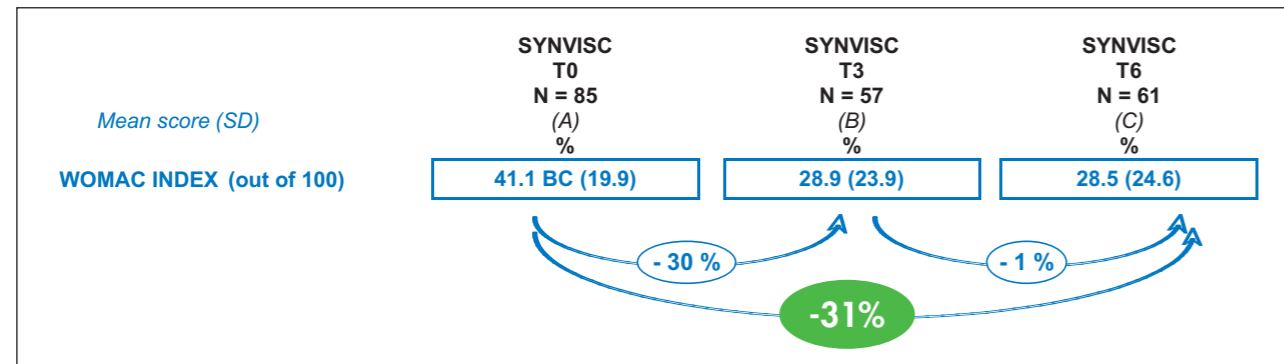 SYNVISC SYNVISC SYNVISC
T0 T3 T6
N = 85 N = 57 N = 61
Mean score (SD) (A) (B) (C)
% % %
WOMAC INDEX (out of 100) 41.1 BC (19.9) 28.9 (23.9) 28.5 (24.6)
- 30 % - 1 %
-31%